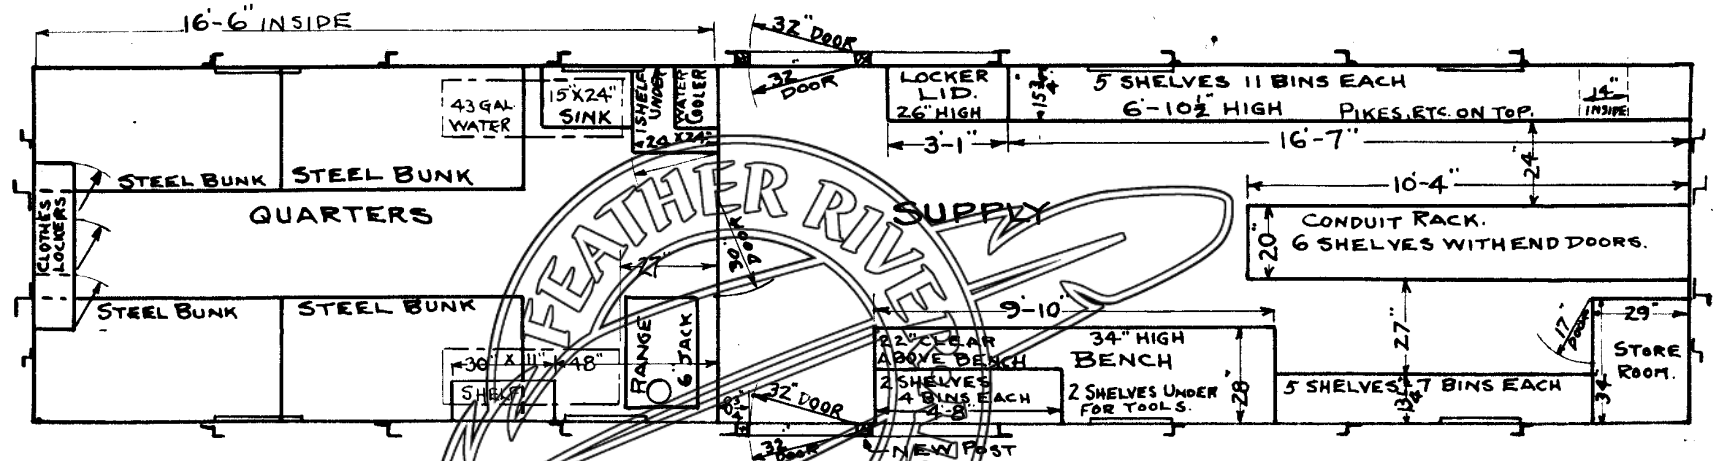 16'-6" INSIDE
32" DOOR
32" DOOR
43 GAL.
WATER
15"X24"
SINK
1 SHELF
UNDER
WATER
COOLER
24"X24"
LOCKER
LID.
26" HIGH
15 3/4"
5 SHELVES 11 BINS EACH
6'-10 1/2" HIGH
PIKES, ETC. ON TOP.
14"
INSIDE
3'-1"
16'-7"
24"
STEEL BUNK
STEEL BUNK
QUARTERS
CLOTHES
LOCKERS
FEATHER RIVER
SUPPLY
10'-4"
20"
CONDUIT RACK.
6 SHELVES WITH END DOORS.
30" DOOR
27"
STEEL BUNK
STEEL BUNK
30" X 11"
48"
SHELF
RANGE
6" JACK
9'-10"
22" CLEAR
ABOVE BENCH
34" HIGH
BENCH
2 SHELVES
4 BINS EACH
4'-8"
2 SHELVES UNDER
FOR TOOLS.
28"
27"
5 SHELVES, 7 BINS EACH
17" DOOR
29"
STORE
ROOM.
34"
32" DOOR
32"
DOOR
NEW POST